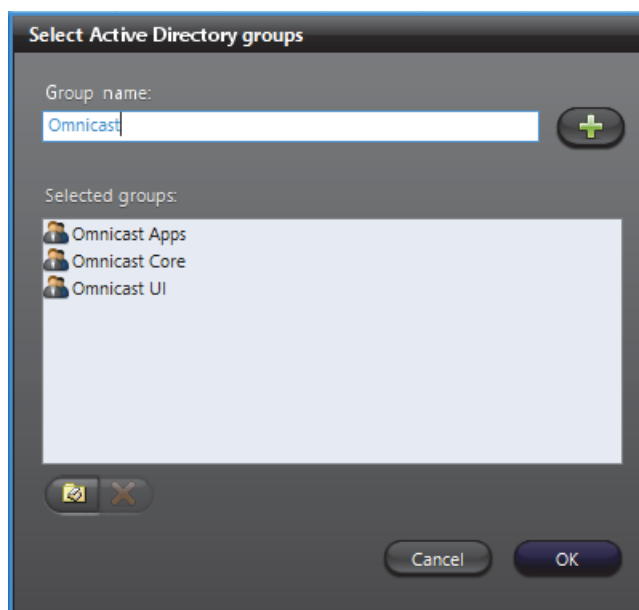 Select Active Directory groups
Group name:
Omnicast
Selected groups:
Omnicast Apps
Omnicast Core
Omnicast UI
Cancel OK